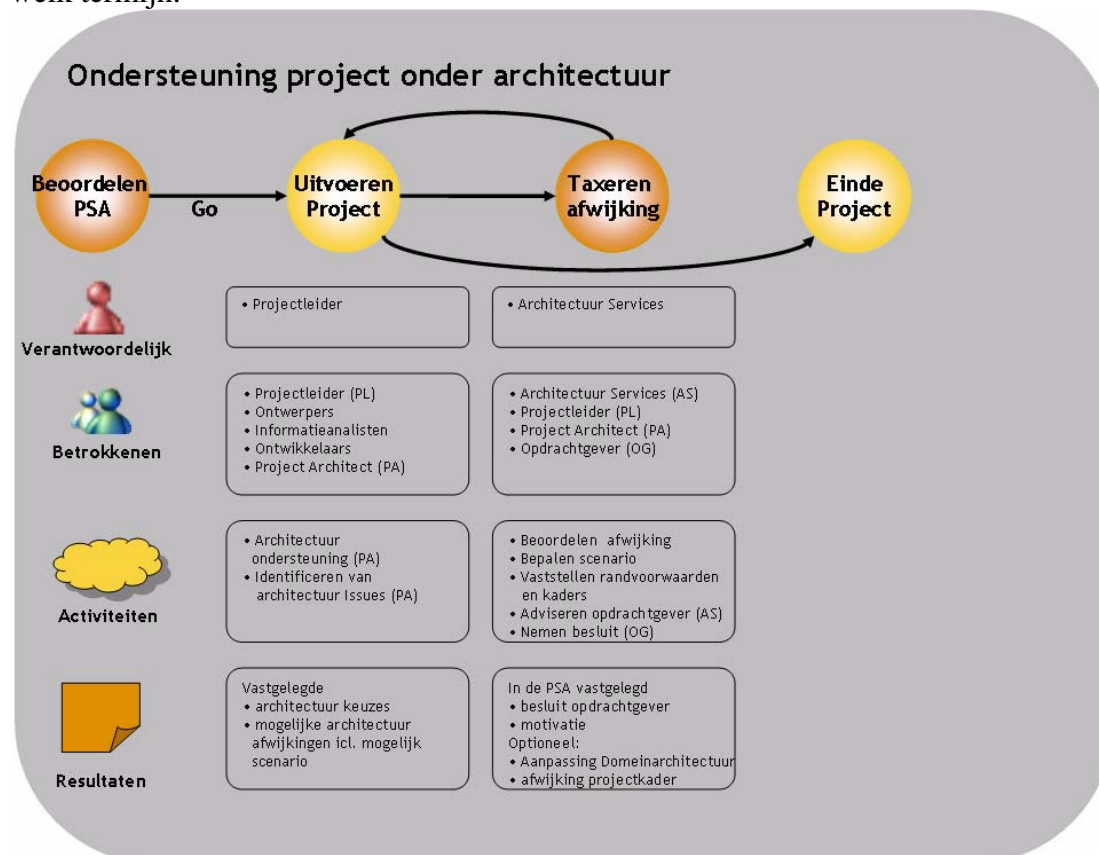 welk termijn.
Ondersteuning project onder architectuur
Beoordelen
PSA
Go
Uitvoeren
Project
Taxeren
afwijking
Einde
Project
Verantwoordelijk
• Projectleider
• Architectuur Services
Betrokkenen
• Projectleider (PL)
• Ontwerpers
• Informatieanalisten
• Ontwikkelaars
• Project Architect (PA)
• Architectuur Services (AS)
• Projectleider (PL)
• Project Architect (PA)
• Opdrachtgever (OG)
Activiteiten
• Architectuur
ondersteuning (PA)
• Identificeren van
architectuur Issues (PA)
• Beoordelen afwijking
• Bepalen scenario
• Vaststellen randvoorwaarden
en kaders
• Adviseren opdrachtgever (AS)
• Nemen besluit (OG)
Resultaten
Vastgelegde
• architectuur keuzes
• mogelijke architectuur
afwijkingen icl. mogelijk
scenario
In de PSA vastgelegd
• besluit opdrachtgever
• motivatie
Optioneel:
• Aanpassing Domeinarchitectuur
• afwijking projectkader